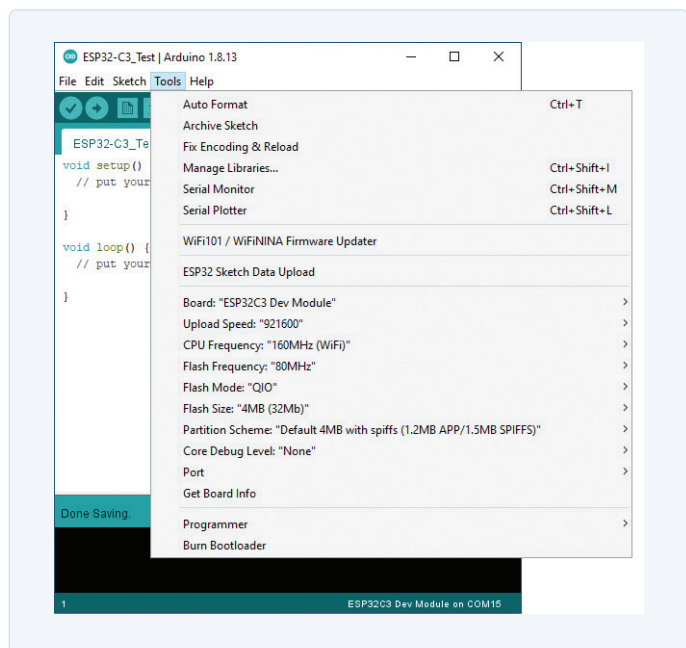 ESP32-C3_Test | Arduino 1.8.13
File Edit Sketch Tools Help
ESP32-C3_Te
void setup()
// put your
}
void loop() {
// put your
}
Auto Format Ctrl+T
Archive Sketch
Fix Encoding & Reload
Manage Libraries... Ctrl+Shift+I
Serial Monitor Ctrl+Shift+M
Serial Plotter Ctrl+Shift+L
WiFi101 / WiFiNINA Firmware Updater
ESP32 Sketch Data Upload
Board: "ESP32C3 Dev Module"
Upload Speed: "921600"
CPU Frequency: "160MHz (WiFi)"
Flash Frequency: "80MHz"
Flash Mode: "QIO"
Flash Size: "4MB (32Mb)"
Partition Scheme: "Default 4MB with spiffs (1.2MB APP/1.5MB SPIFFS)"
Core Debug Level: "None"
Port
Get Board Info
Programmer
Burn Bootloader
Done Saving.
1 ESP32C3 Dev Module on COM15